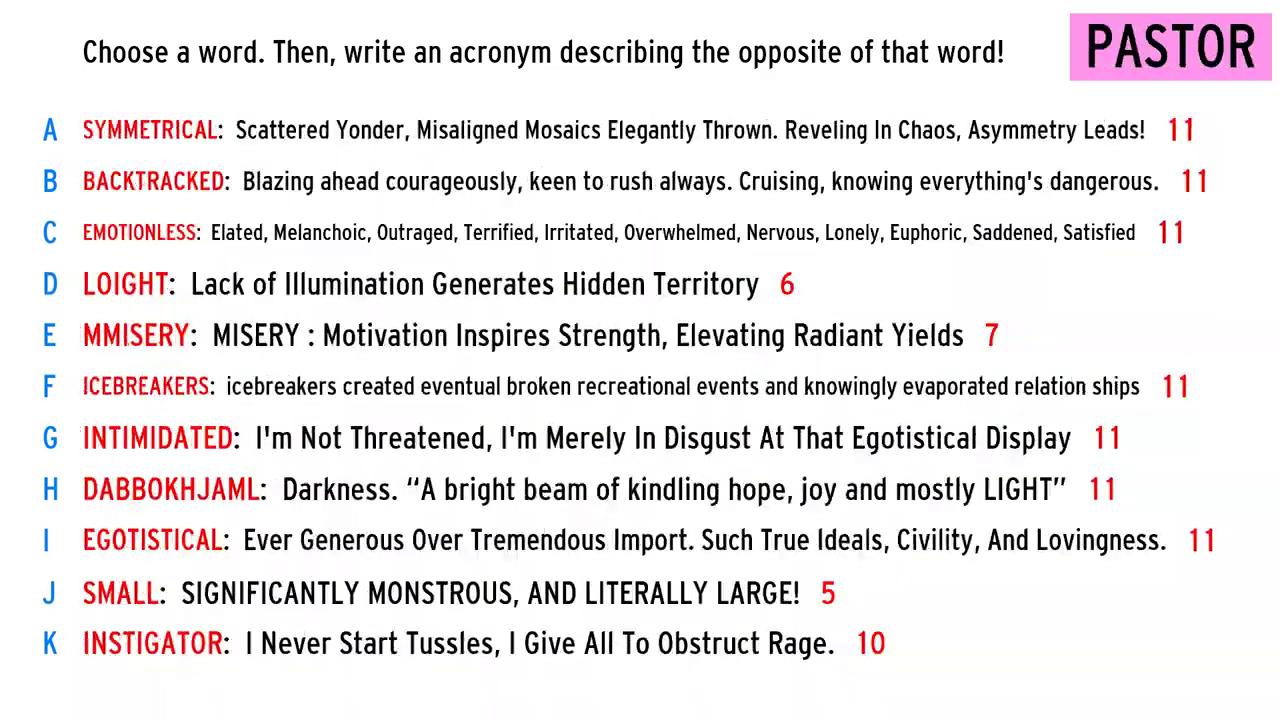 Choose a word. Then, write an acronym describing the opposite of that word!
PASTOR
A SYMMETRICAL: Scattered Yonder, Misaligned Mosaics Elegantly Thrown. Reveling In Chaos, Asymmetry Leads! 11
B BACKTRACKED: Blazing ahead courageously, keen to rush always. Cruising, knowing everything's dangerous. 11
C EMOTIONLESS: Elated, Melanchoic, Outraged, Terrified, Irritated, Overwhelmed, Nervous, Lonely, Euphoric, Saddened, Satisfied 11
D LOIGHT: Lack of Illumination Generates Hidden Territory 6
E MMISERY: MISERY : Motivation Inspires Strength, Elevating Radiant Yields 7
F ICEBREAKERS: icebreakers created eventual broken recreational events and knowingly evaporated relation ships 11
G INTIMIDATED: I'm Not Threatened, I'm Merely In Disgust At That Egotistical Display 11
H DABBOKHJAML: Darkness. “A bright beam of kindling hope, joy and mostly LIGHT” 11
I EGOTISTICAL: Ever Generous Over Tremendous Import. Such True Ideals, Civility, And Lovingness. 11
J SMALL: SIGNIFICANTLY MONSTROUS, AND LITERALLY LARGE! 5
K INSTIGATOR: I Never Start Tussles, I Give All To Obstruct Rage. 10